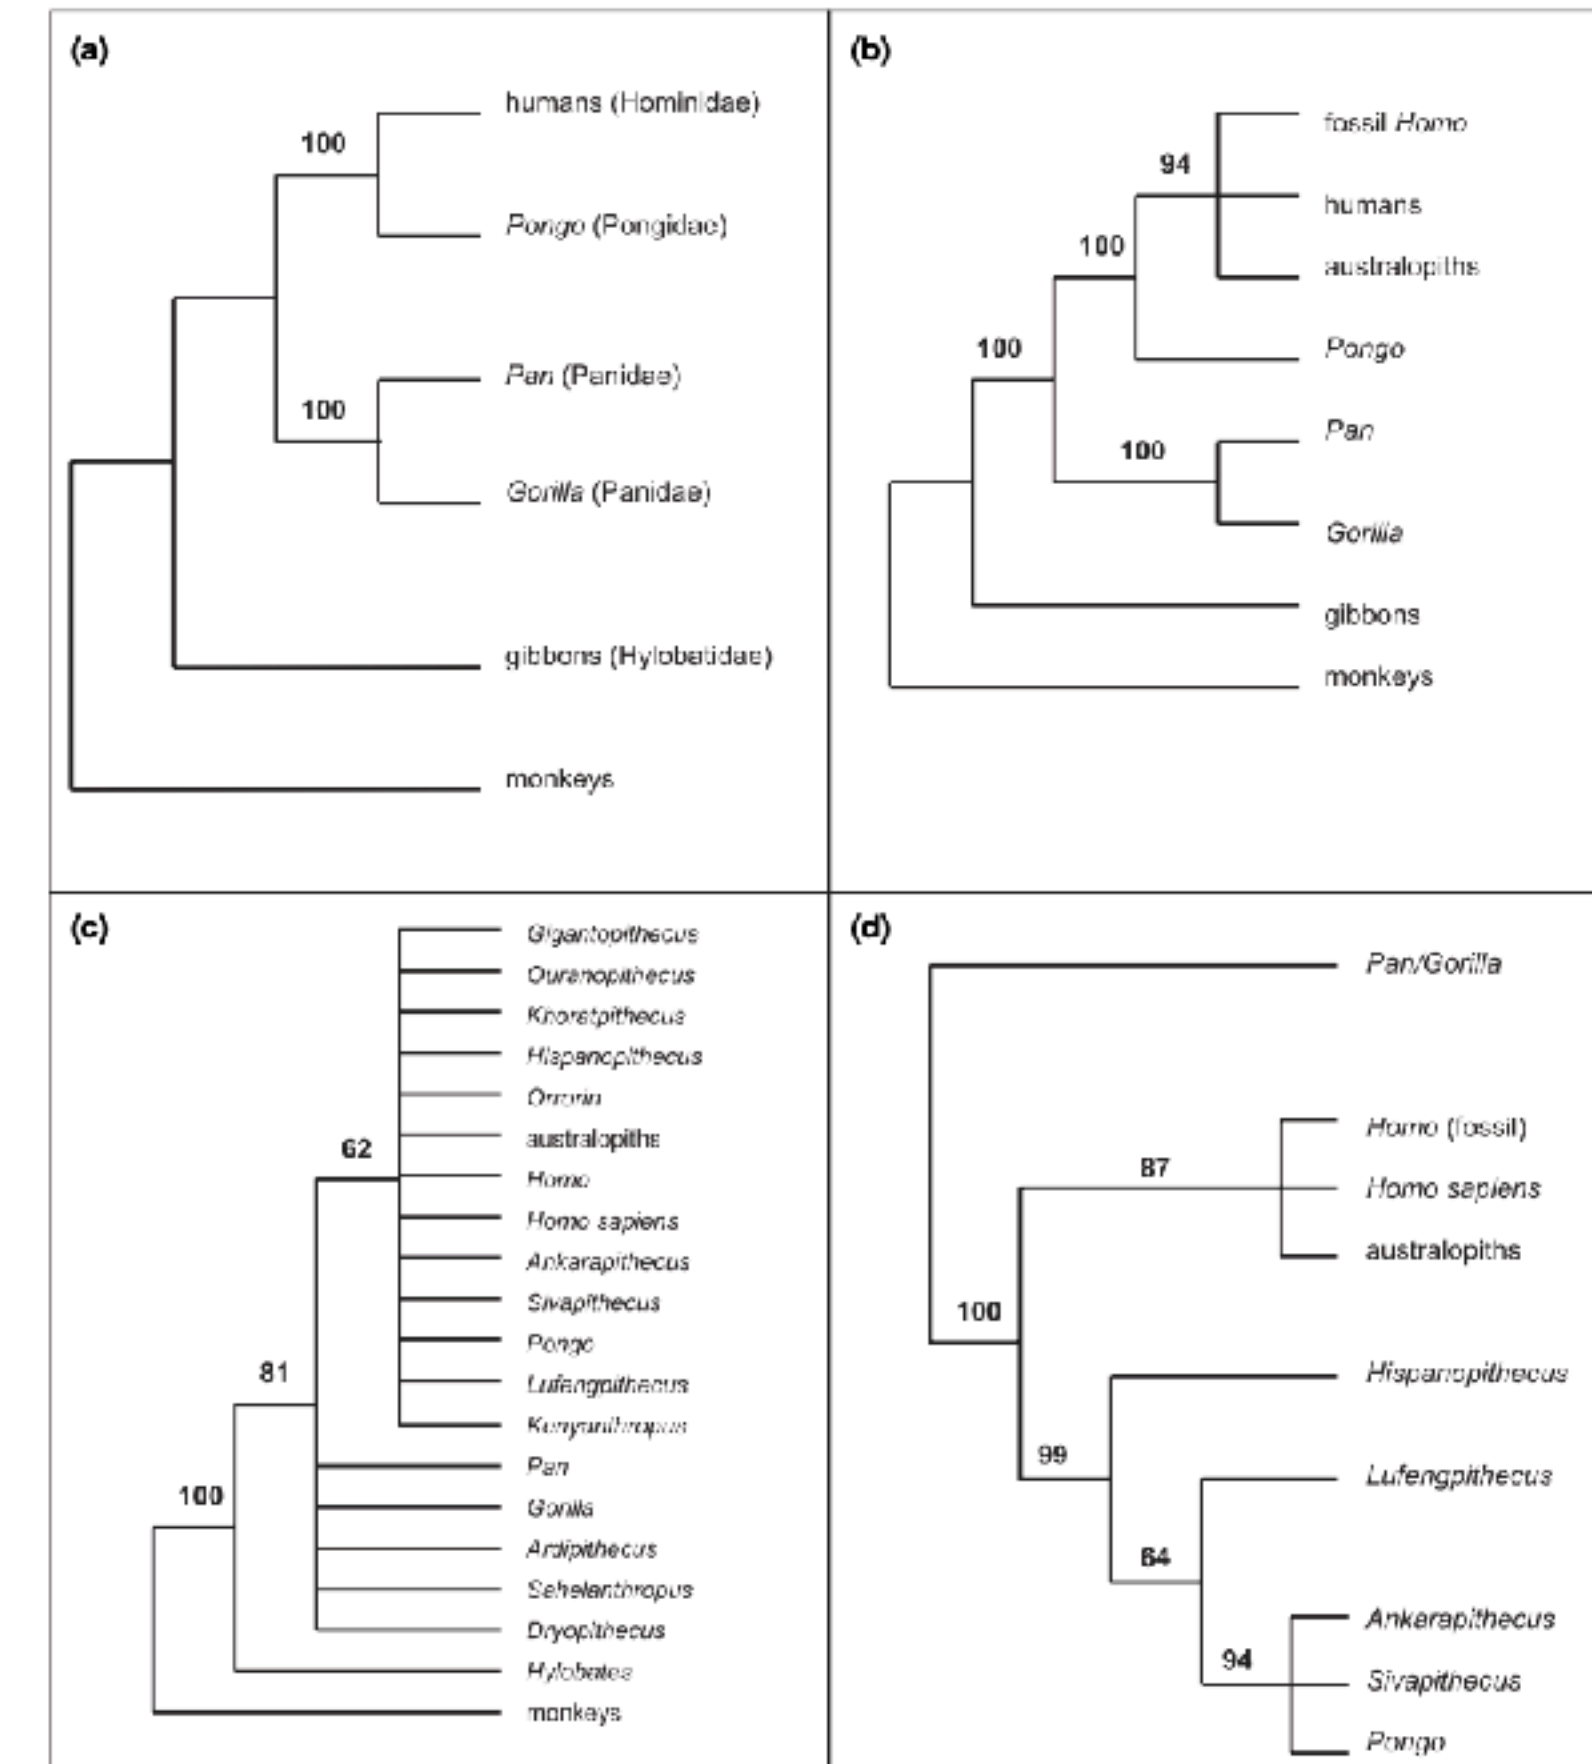 (a)
humans (Hominidae)
100
Pongo (Pongidae)
Pan (Panidae)
100
Gorilla (Panidae)
gibbons (Hylobatidae)
monkeys
(b)
fossil Homo
94
humans
100
australopiths
100
Pongo
Pan
100
Gorilla
gibbons
monkeys
(c)
Gigantopithecus
Ouranopithecus
Khoratpithecus
Hispanopithecus
Orrorin
australopiths
62
Homo
Homo sapiens
Ankarapithecus
Sivapithecus
Pongo
81
Lufengpithecus
Kenyanthropus
Pan
100
Gorilla
Ardipithecus
Sahelanthropus
Dryopithecus
Hylobates
monkeys
(d)
Pan/Gorilla
Homo (fossil)
87
Homo sapiens
australopiths
100
Hispanopithecus
99
Lufengpithecus
64
Ankarapithecus
94
Sivapithecus
Pongo